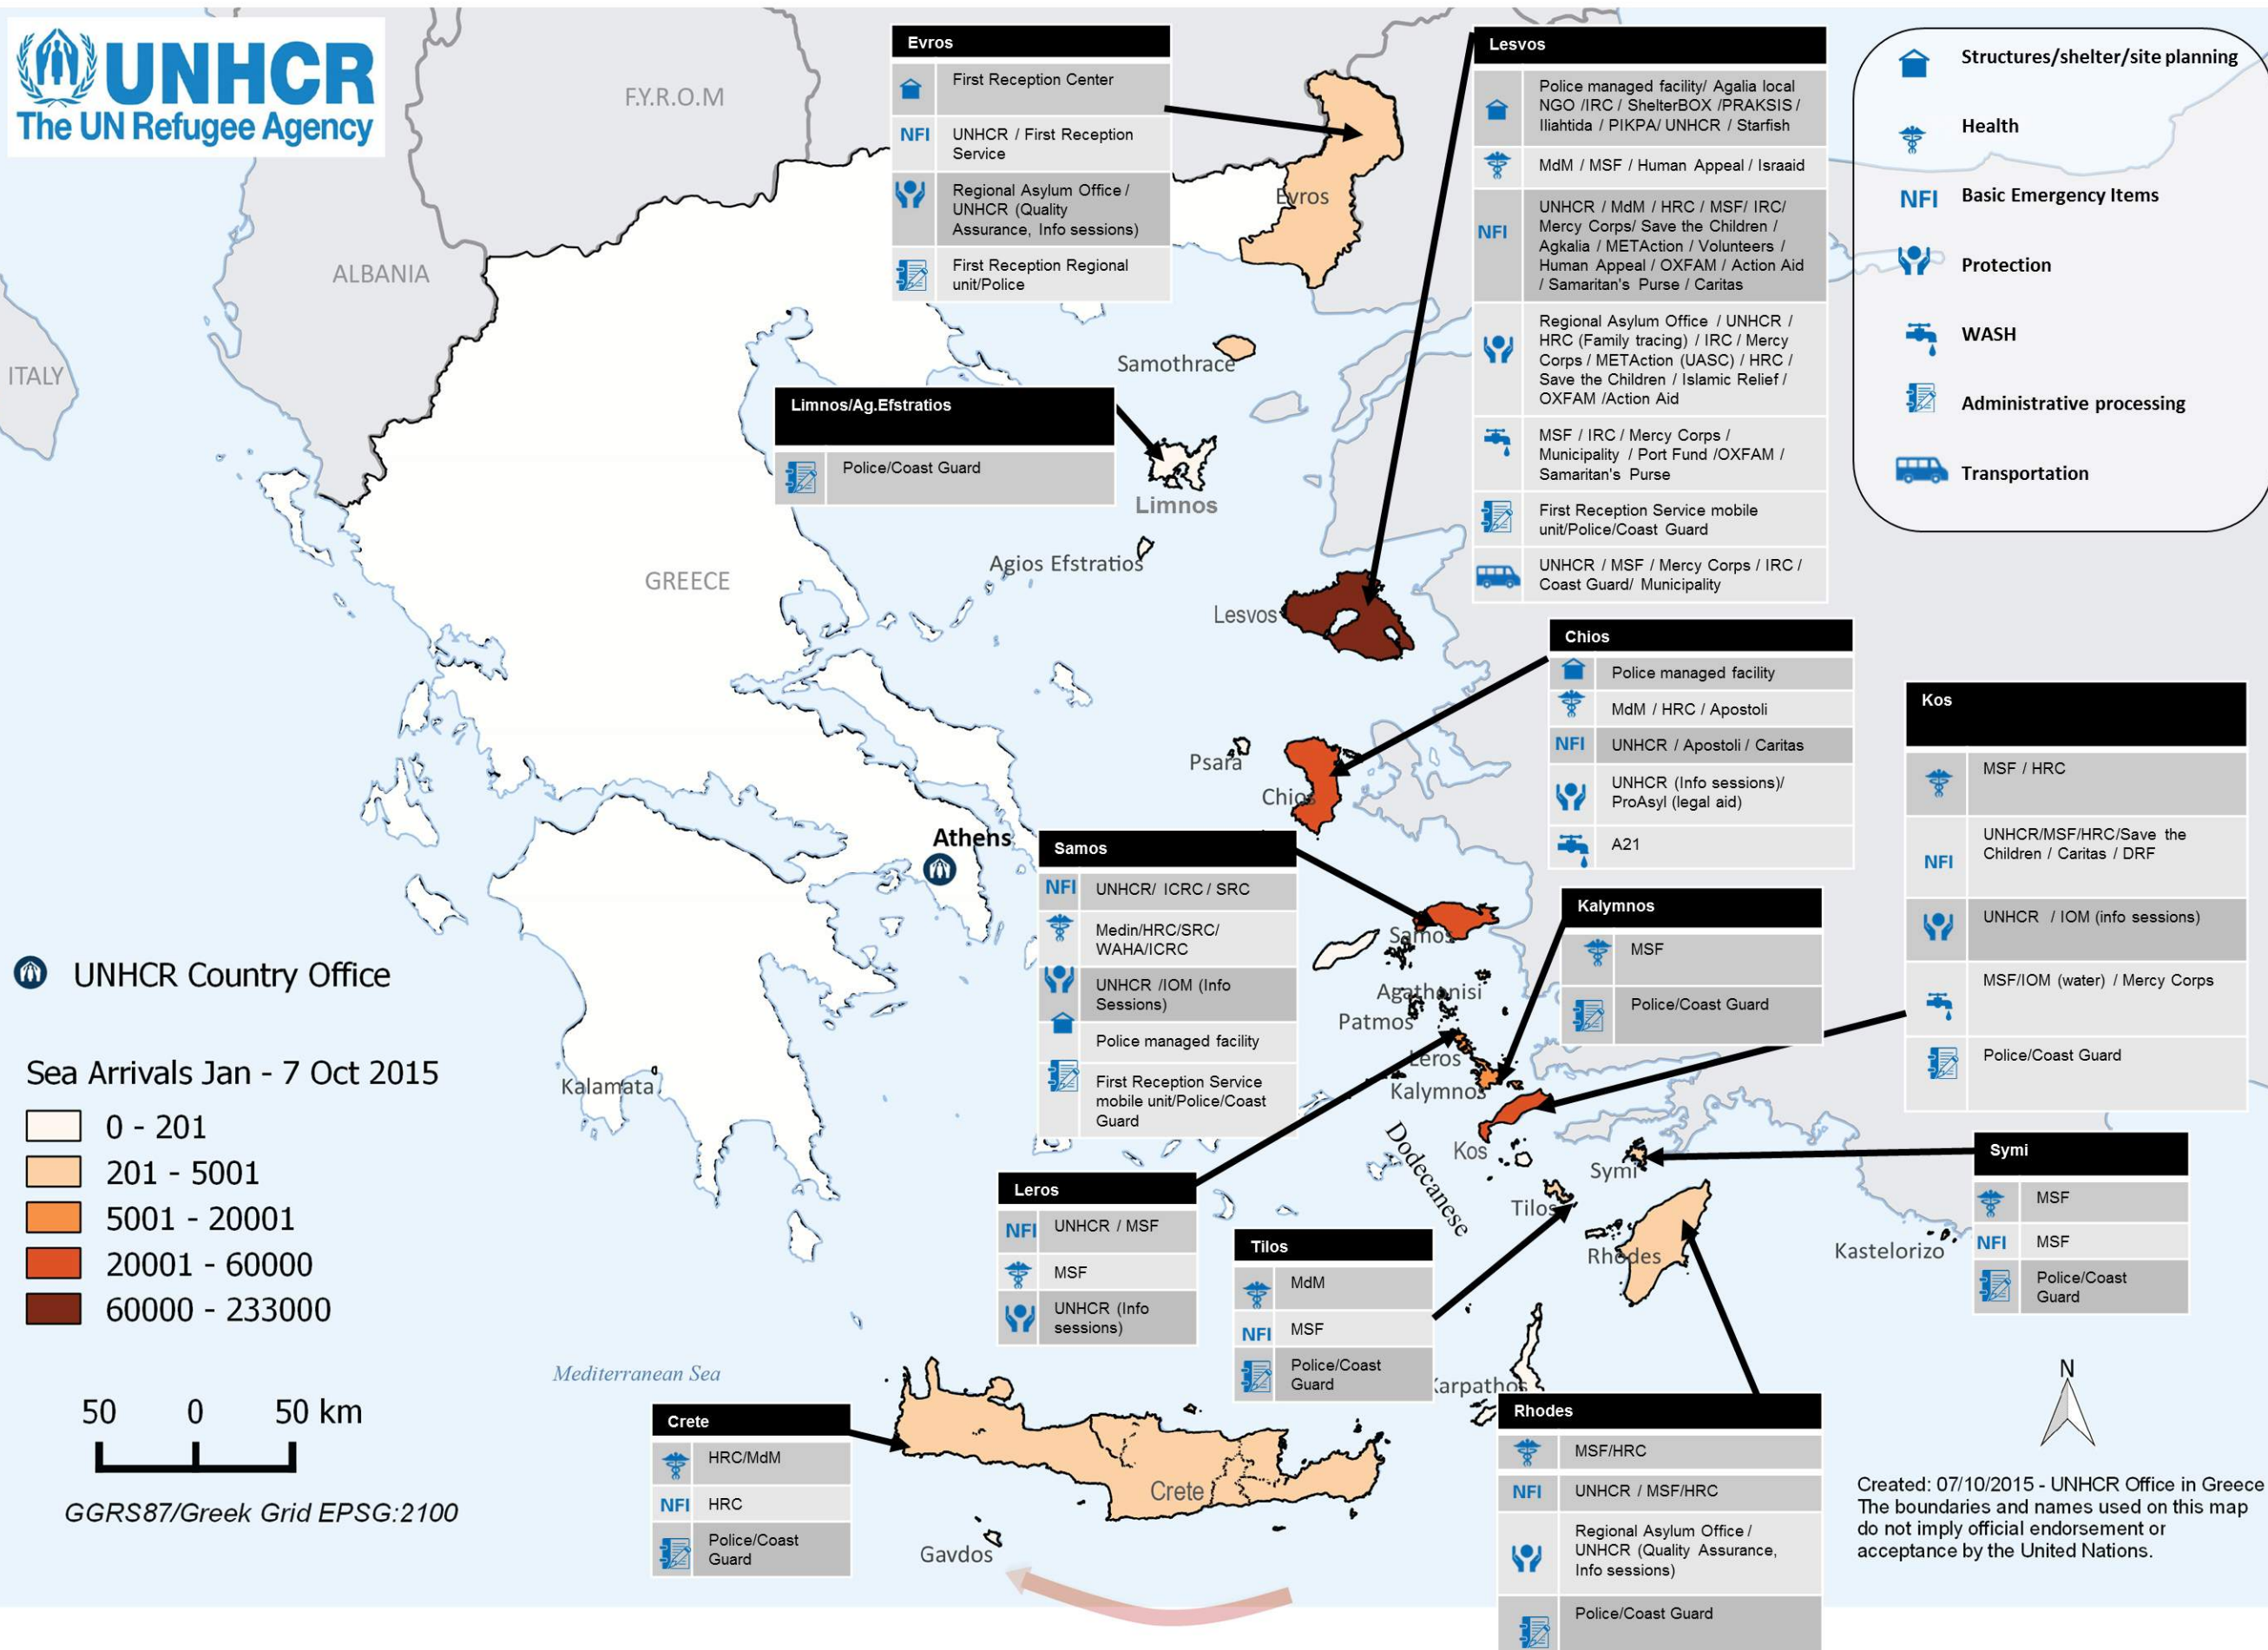 UNHCR
The UN Refugee Agency
F.Y.R.O.M
ALBANIA
ITALY
GREECE
Evros
First Reception Center
NFI
UNHCR / First Reception
Service
Regional Asylum Office /
UNHCR (Quality
Assurance, Info sessions)
First Reception Regional
unit/Police
Evros
Samothrace
Limnos/Ag.Efstratios
Police/Coast Guard
Limnos
Agios Efstratios
Lesvos
Police managed facility/ Agalia local
NGO /IRC / ShelterBOX /PRAKSIS /
Iliahtida / PIKPA/ UNHCR / Starfish
MdM / MSF / Human Appeal / Israaid
NFI
UNHCR / MdM / HRC / MSF/ IRC/
Mercy Corps/ Save the Children /
Agkalia / METAction / Volunteers /
Human Appeal / OXFAM / Action Aid
/ Samaritan's Purse / Caritas
Regional Asylum Office / UNHCR /
HRC (Family tracing) / IRC / Mercy
Corps / METAction (UASC) / HRC /
Save the Children / Islamic Relief /
OXFAM /Action Aid
MSF / IRC / Mercy Corps /
Municipality / Port Fund /OXFAM /
Samaritan's Purse
First Reception Service mobile
unit/Police/Coast Guard
UNHCR / MSF / Mercy Corps / IRC /
Coast Guard/ Municipality
Structures/shelter/site planning
Health
NFI
Basic Emergency Items
Protection
WASH
Administrative processing
Transportation
Lesvos
Chios
Police managed facility
MdM / HRC / Apostoli
NFI
UNHCR / Apostoli / Caritas
UNHCR (Info sessions)/
ProAsyl (legal aid)
A21
Psara
Chios
Athens
Kos
MSF / HRC
NFI
UNHCR/MSF/HRC/Save the
Children / Caritas / DRF
UNHCR / IOM (info sessions)
MSF/IOM (water) / Mercy Corps
Police/Coast Guard
Samos
NFI
UNHCR/ ICRC / SRC
Medin/HRC/SRC/
WAHA/ICRC
UNHCR /IOM (Info
Sessions)
Police managed facility
First Reception Service
mobile unit/Police/Coast
Guard
Kalymnos
MSF
Police/Coast Guard
Samos
Agathonisi
Patmos
Leros
Kalymnos
Kos
Dodecanese
Symi
Tilos
Rhodes
Kastelorizo
Karpathos
Kalamata
UNHCR Country Office
Sea Arrivals Jan - 7 Oct 2015
0 - 201
201 - 5001
5001 - 20001
20001 - 60000
60000 - 233000
50 0 50 km
GGRS87/Greek Grid EPSG:2100
Leros
NFI
UNHCR / MSF
MSF
UNHCR (Info
sessions)
Tilos
MdM
NFI
MSF
Police/Coast
Guard
Symi
MSF
NFI
MSF
Police/Coast
Guard
Mediterranean Sea
Crete
HRC/MdM
NFI
HRC
Police/Coast
Guard
Crete
Gavdos
Rhodes
MSF/HRC
NFI
UNHCR / MSF/HRC
Regional Asylum Office /
UNHCR (Quality Assurance,
Info sessions)
Police/Coast Guard
N
Created: 07/10/2015 - UNHCR Office in Greece
The boundaries and names used on this map
do not imply official endorsement or
acceptance by the United Nations.